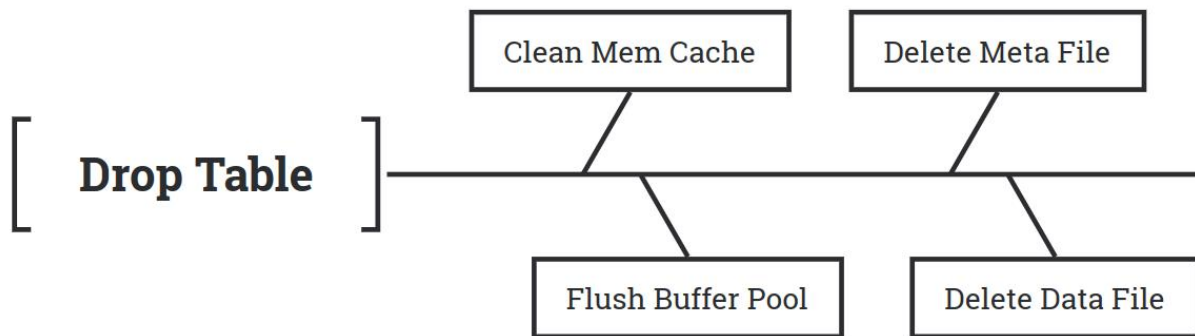 Clean Mem Cache
Delete Meta File
Drop Table
Flush Buffer Pool
Delete Data File